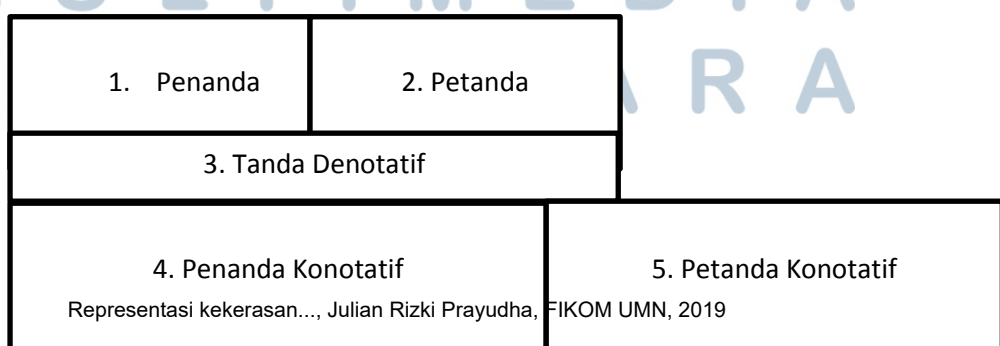 L T I M E D I A
R A
1. Penanda
2. Petanda
3. Tanda Denotatif
4. Penanda Konotatif
5. Petanda Konotatif
Representasi kekerasan..., Julian Rizki Prayudha, FIKOM UMN, 2019